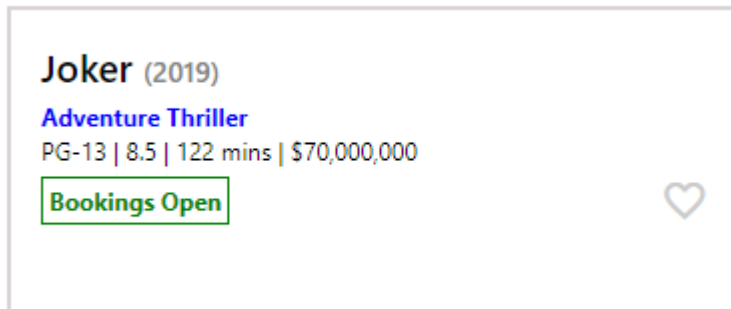 Joker (2019)
Adventure Thriller
PG-13 | 8.5 | 122 mins | $70,000,000
Bookings Open